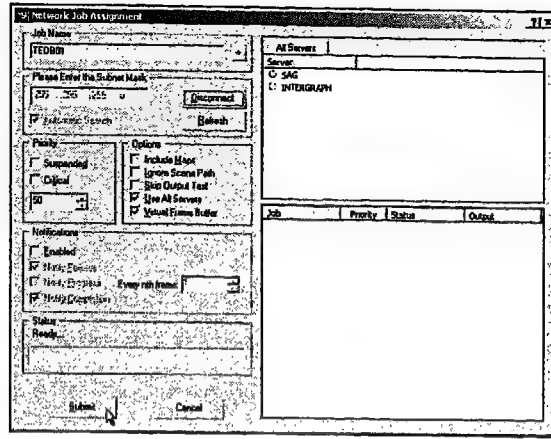 Network Job Assignment
Job Name
TEDB01
Please Enter the Subnet Mask
255 255 255 0
Disconnect
Automatic Search
Refresh
Priority
Suspended
Critical
50
Options
Include Maps
Ignore Scene Path
Skip Output Test
Use All Servers
Virtual Frame Buffer
Notifications
Enabled
Notify Failures
Notify Progress
Every nth frame:
Notify Completion
Status
Ready...
Submit
Cancel
All Servers
Server
SAG
INTERGRAPH
Job Priority Status Output